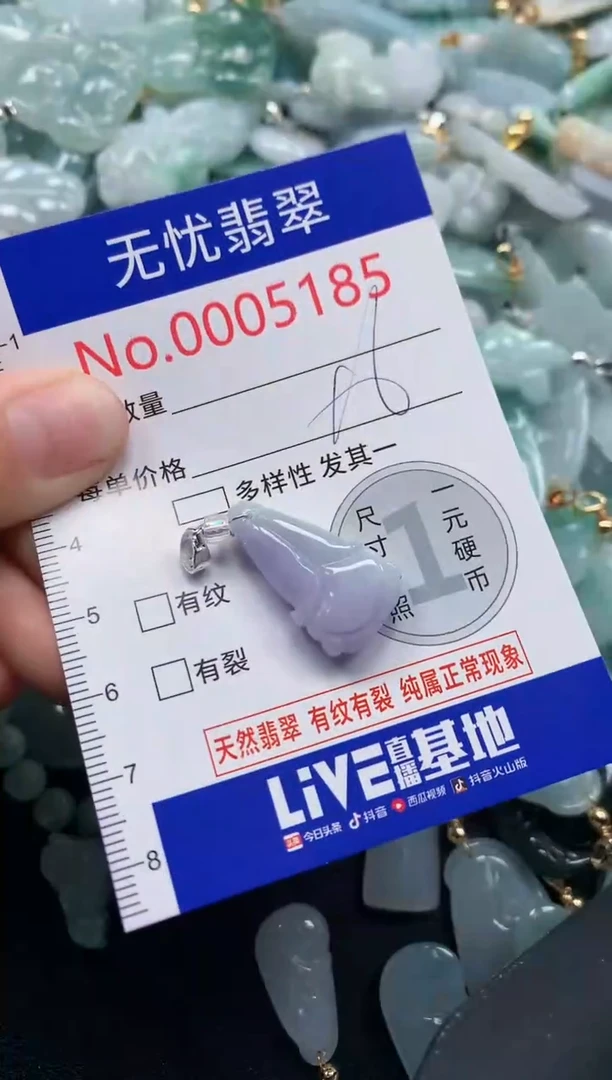 无忧翡翠
No.0005185
数量
每单价格
多样性 发其一
尺寸 照
1
一元硬币
有纹
有裂
天然翡翠 有纹有裂 纯属正常现象
LiVE直播基地
今日头条 抖音 西瓜视频 抖音火山版
1
4
5
6
7
8